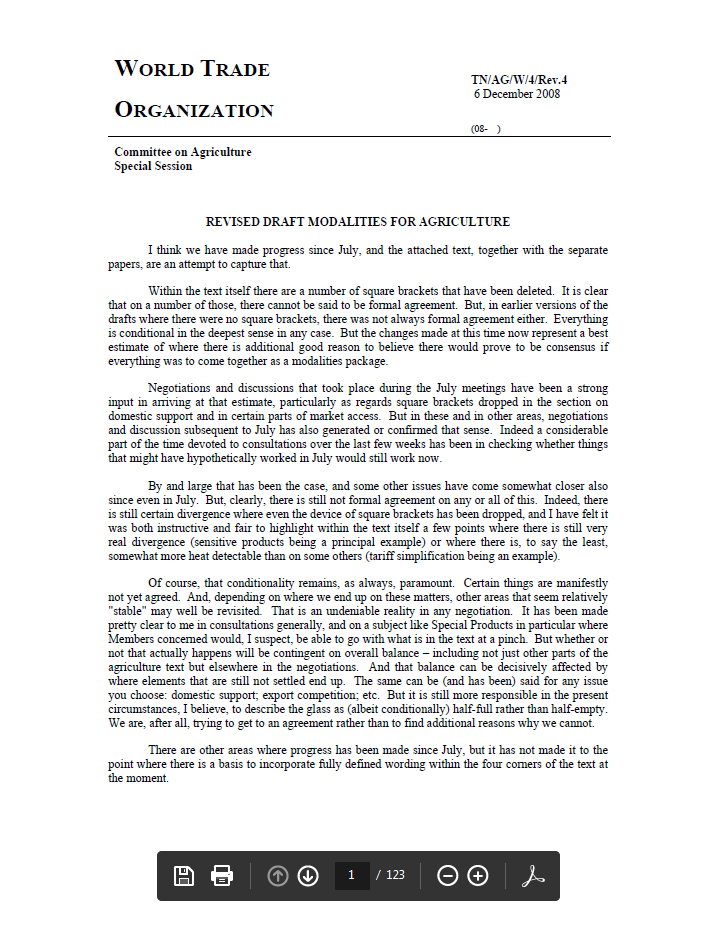 WORLD TRADE
ORGANIZATION
TN/AG/W/4/Rev.4
6 December 2008
(08- )
Committee on Agriculture
Special Session
REVISED DRAFT MODALITIES FOR AGRICULTURE
I think we have made progress since July, and the attached text, together with the separate
papers, are an attempt to capture that.
Within the text itself there are a number of square brackets that have been deleted. It is clear
that on a number of those, there cannot be said to be formal agreement. But, in earlier versions of the
drafts where there were no square brackets, there was not always formal agreement either. Everything
is conditional in the deepest sense in any case. But the changes made at this time now represent a best
estimate of where there is additional good reason to believe there would prove to be consensus if
everything was to come together as a modalities package.
Negotiations and discussions that took place during the July meetings have been a strong
input in arriving at that estimate, particularly as regards square brackets dropped in the section on
domestic support and in certain parts of market access. But in these and in other areas, negotiations
and discussion subsequent to July has also generated or confirmed that sense. Indeed a considerable
part of the time devoted to consultations over the last few weeks has been in checking whether things
that might have hypothetically worked in July would still work now.
By and large that has been the case, and some other issues have come somewhat closer also
since even in July. But, clearly, there is still not formal agreement on any or all of this. Indeed, there
is still certain divergence where even the device of square brackets has been dropped, and I have felt it
was both instructive and fair to highlight within the text itself a few points where there is still very
real divergence (sensitive products being a principal example) or where there is, to say the least,
somewhat more heat detectable than on some others (tariff simplification being an example).
Of course, that conditionality remains, as always, paramount. Certain things are manifestly
not yet agreed. And, depending on where we end up on these matters, other areas that seem relatively
"stable" may well be revisited. That is an undeniable reality in any negotiation. It has been made
pretty clear to me in consultations generally, and on a subject like Special Products in particular where
Members concerned would, I suspect, be able to go with what is in the text at a pinch. But whether or
not that actually happens will be contingent on overall balance – including not just other parts of the
agriculture text but elsewhere in the negotiations. And that balance can be decisively affected by
where elements that are still not settled end up. The same can be (and has been) said for any issue
you choose: domestic support; export competition; etc. But it is still more responsible in the present
circumstances, I believe, to describe the glass as (albeit conditionally) half-full rather than half-empty.
We are, after all, trying to get to an agreement rather than to find additional reasons why we cannot.
There are other areas where progress has been made since July, but it has not made it to the
point where there is a basis to incorporate fully defined wording within the four corners of the text at
the moment.
1 / 123